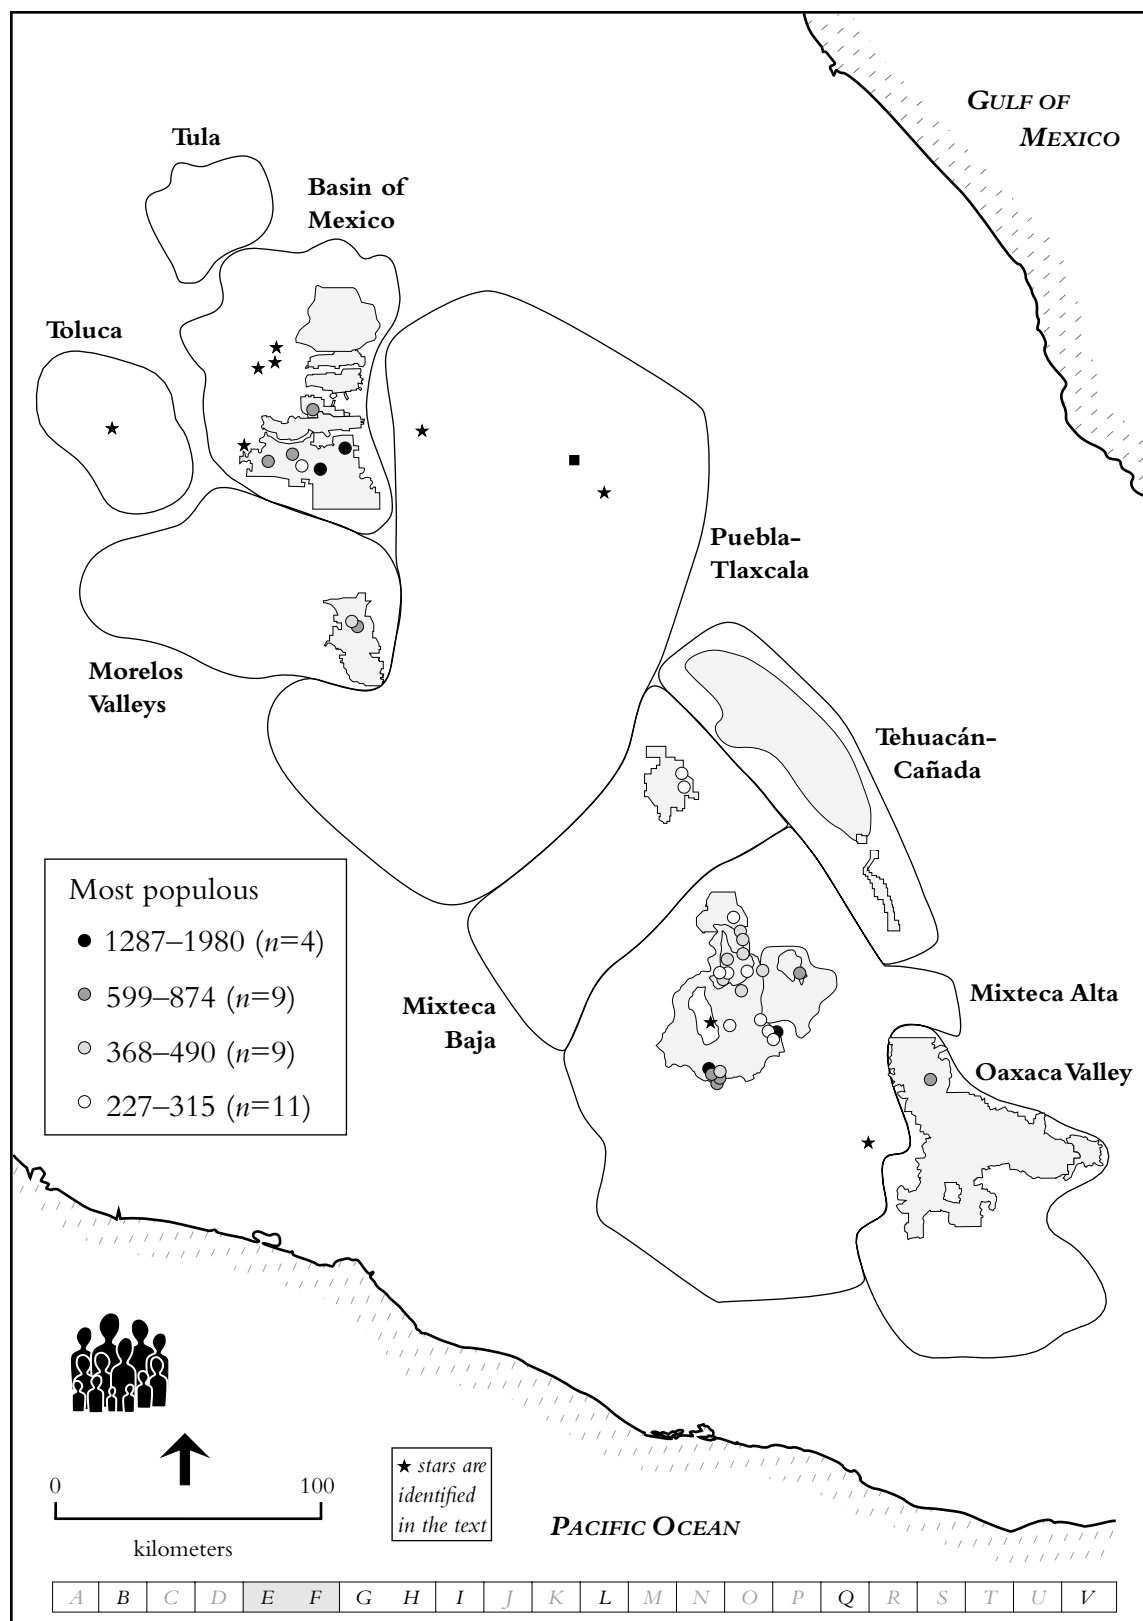 GULF OF
MEXICO
Tula
Basin of
Mexico
Toluca
Puebla-
Tlaxcala
Morelos
Valleys
Tehuacán-
Cañada
Most populous
1287–1980 (n=4)
599–874 (n=9)
368–490 (n=9)
227–315 (n=11)
Mixteca
Baja
Mixteca Alta
Oaxaca Valley
0 100
kilometers
★ stars are
identified
in the text
PACIFIC OCEAN
A B C D E F G H I J K L M N O P Q R S T U V